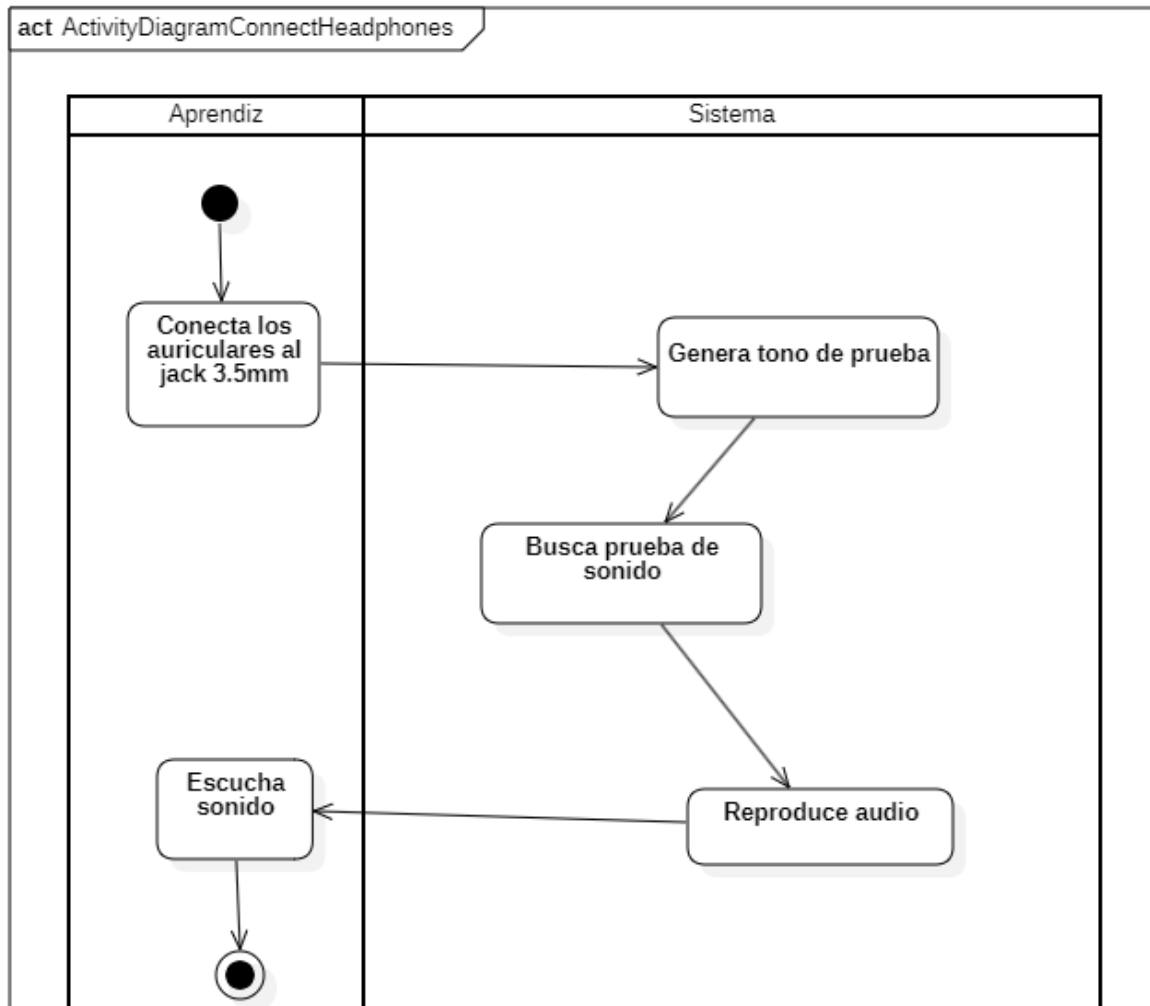 act ActivityDiagramConnectHeadphones
Aprendiz
Sistema
Conecta los
auriculares al
jack 3.5mm
Genera tono de prueba
Busca prueba de
sonido
Reproduce audio
Escucha
sonido